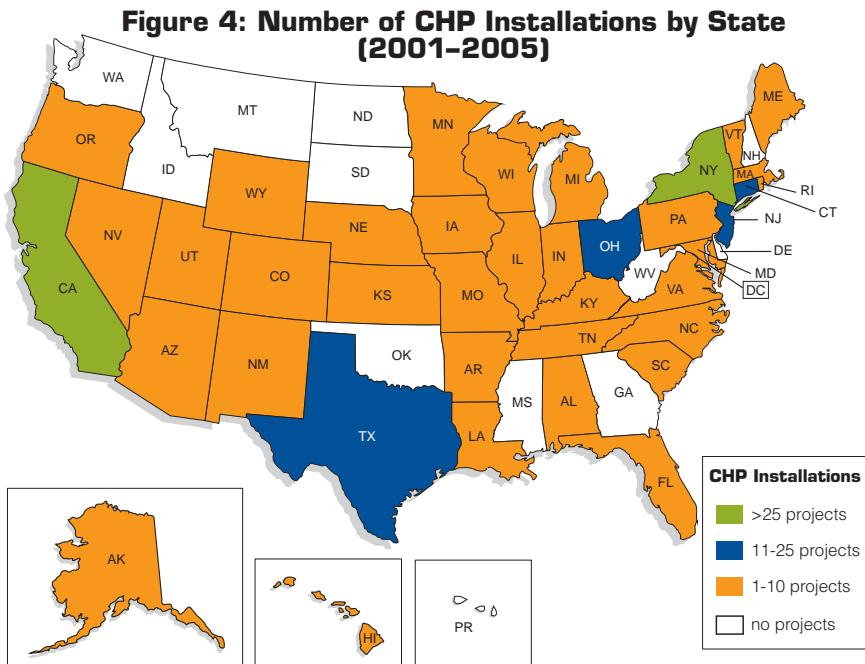 Figure 4: Number of CHP Installations by State
(2001–2005)
WA
MT
ND
MN
ME
OR
ID
SD
WI
MI
VT
NH
NY
MA
RI
CT
WY
NE
IA
PA
NJ
NV
UT
CO
IL
IN
OH
DE
MD
DC
WV
CA
KS
MO
KY
VA
NC
TN
AZ
NM
OK
AR
SC
MS
AL
GA
TX
LA
FL
AK
HI
PR
CHP Installations
>25 projects
11-25 projects
1-10 projects
no projects